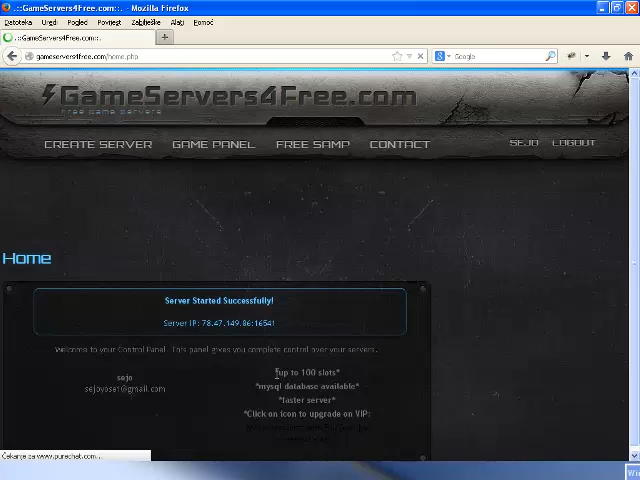 .::GameServers4Free.com::. - Mozilla Firefox
Datoteka Uredi Pogled Povijest Zabilješke Alati Pomoć
.::GameServers4Free.com::.
gameservers4free.com/home.php
Google
GameServers4Free.com
free game servers
CREATE SERVER GAME PANEL FREE SAMP CONTACT SEJO LOGOUT
Home
Server Started Successfully!
Server IP: 78.47.149.86:16541
Welcome to your Control Panel. This panel gives you complete control over your servers.
sejo
*up to 100 slots*
*mysql database available*
*faster server*
*Click on icon to upgrade on VIP:
Čekanje za www.purechat.com...